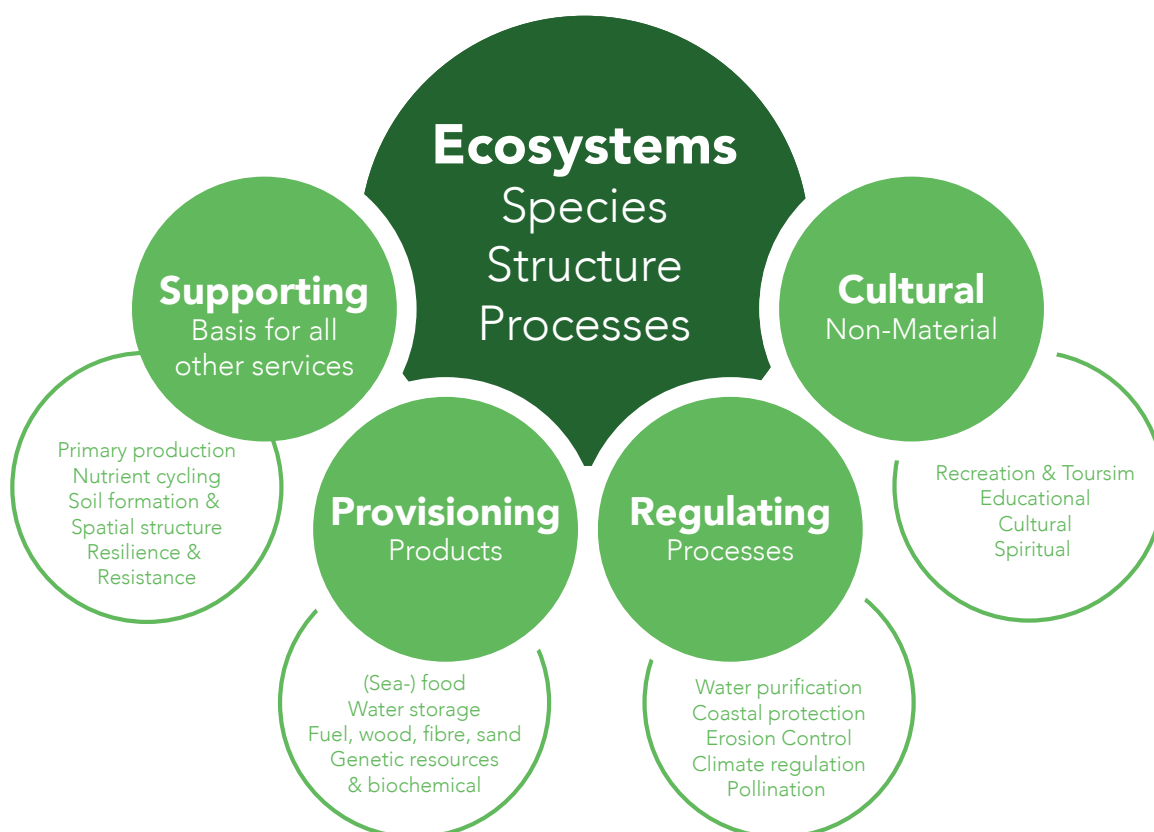 Ecosystems
Species
Structure
Processes
Supporting
Basis for all
other services
Primary production
Nutrient cycling
Soil formation &
Spatial structure
Resilience &
Resistance
Provisioning
Products
(Sea-) food
Water storage
Fuel, wood, fibre, sand
Genetic resources
& biochemical
Regulating
Processes
Water purification
Coastal protection
Erosion Control
Climate regulation
Pollination
Cultural
Non-Material
Recreation & Toursim
Educational
Cultural
Spiritual